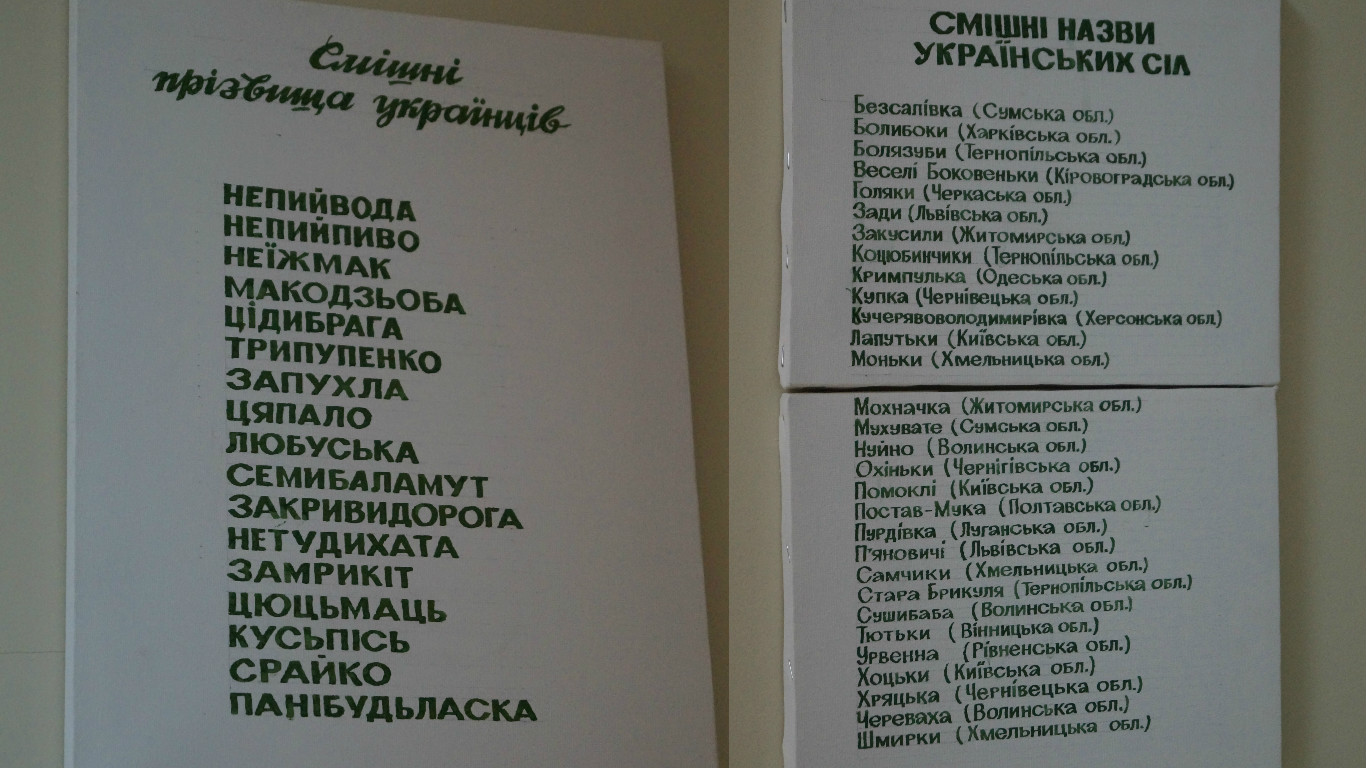 Смішні
прізвища українців
НЕПИЙВОДА
НЕПИЙПИВО
НЕЇЖМАК
МАКОДЗЬОБА
ЦІДИБРАГА
ТРИПУПЕНКО
ЗАПУХЛА
ЦЯПАЛО
ЛЮБУСЬКА
СЕМИБАЛАМУТ
ЗАКРИВИДОРОГА
НЕТУДИХАТА
ЗАМРИКІТ
ЦЮЦЬМАЦЬ
КУСЬПІСЬ
СРАЙКО
ПАНІБУДЬЛАСКА
СМІШНІ НАЗВИ
УКРАЇНСЬКИХ СІЛ
Безсалівка (Сумська обл.)
Болибоки (Харківська обл.)
Болязуби (Тернопільська обл.)
Веселі Боковеньки (Кіровоградська обл.)
Голяки (Черкаська обл.)
Зади (Львівська обл.)
Закусили (Житомирська обл.)
Коцюбинчики (Тернопільська обл.)
Кримпулька (Одеська обл.)
Купка (Чернівецька обл.)
Кучерявоволодимирівка (Херсонська обл)
Лапутьки (Київська обл.)
Моньки (Хмельницька обл.)
Мохначка (Житомирська обл.)
Мухувате (Сумська обл.)
Нуйно (Волинська обл.)
Охіньки (Чернігівська обл.)
Помоклі (Київська обл.)
Постав-Мука (Полтавська обл.)
Пурдівка (Луганська обл.)
П'яновичі (Львівська обл.)
Самчики (Хмельницька обл.)
Стара Брикуля (Тернопільська обл.)
Сушибаба (Волинська обл.)
Тютьки (Вінницька обл.)
Урвенна (Рівненська обл.)
Хоцьки (Київська обл.)
Хряцька (Чернівецька обл.)
Череваха (Волинська обл.)
Шмирки (Хмельницька обл.)